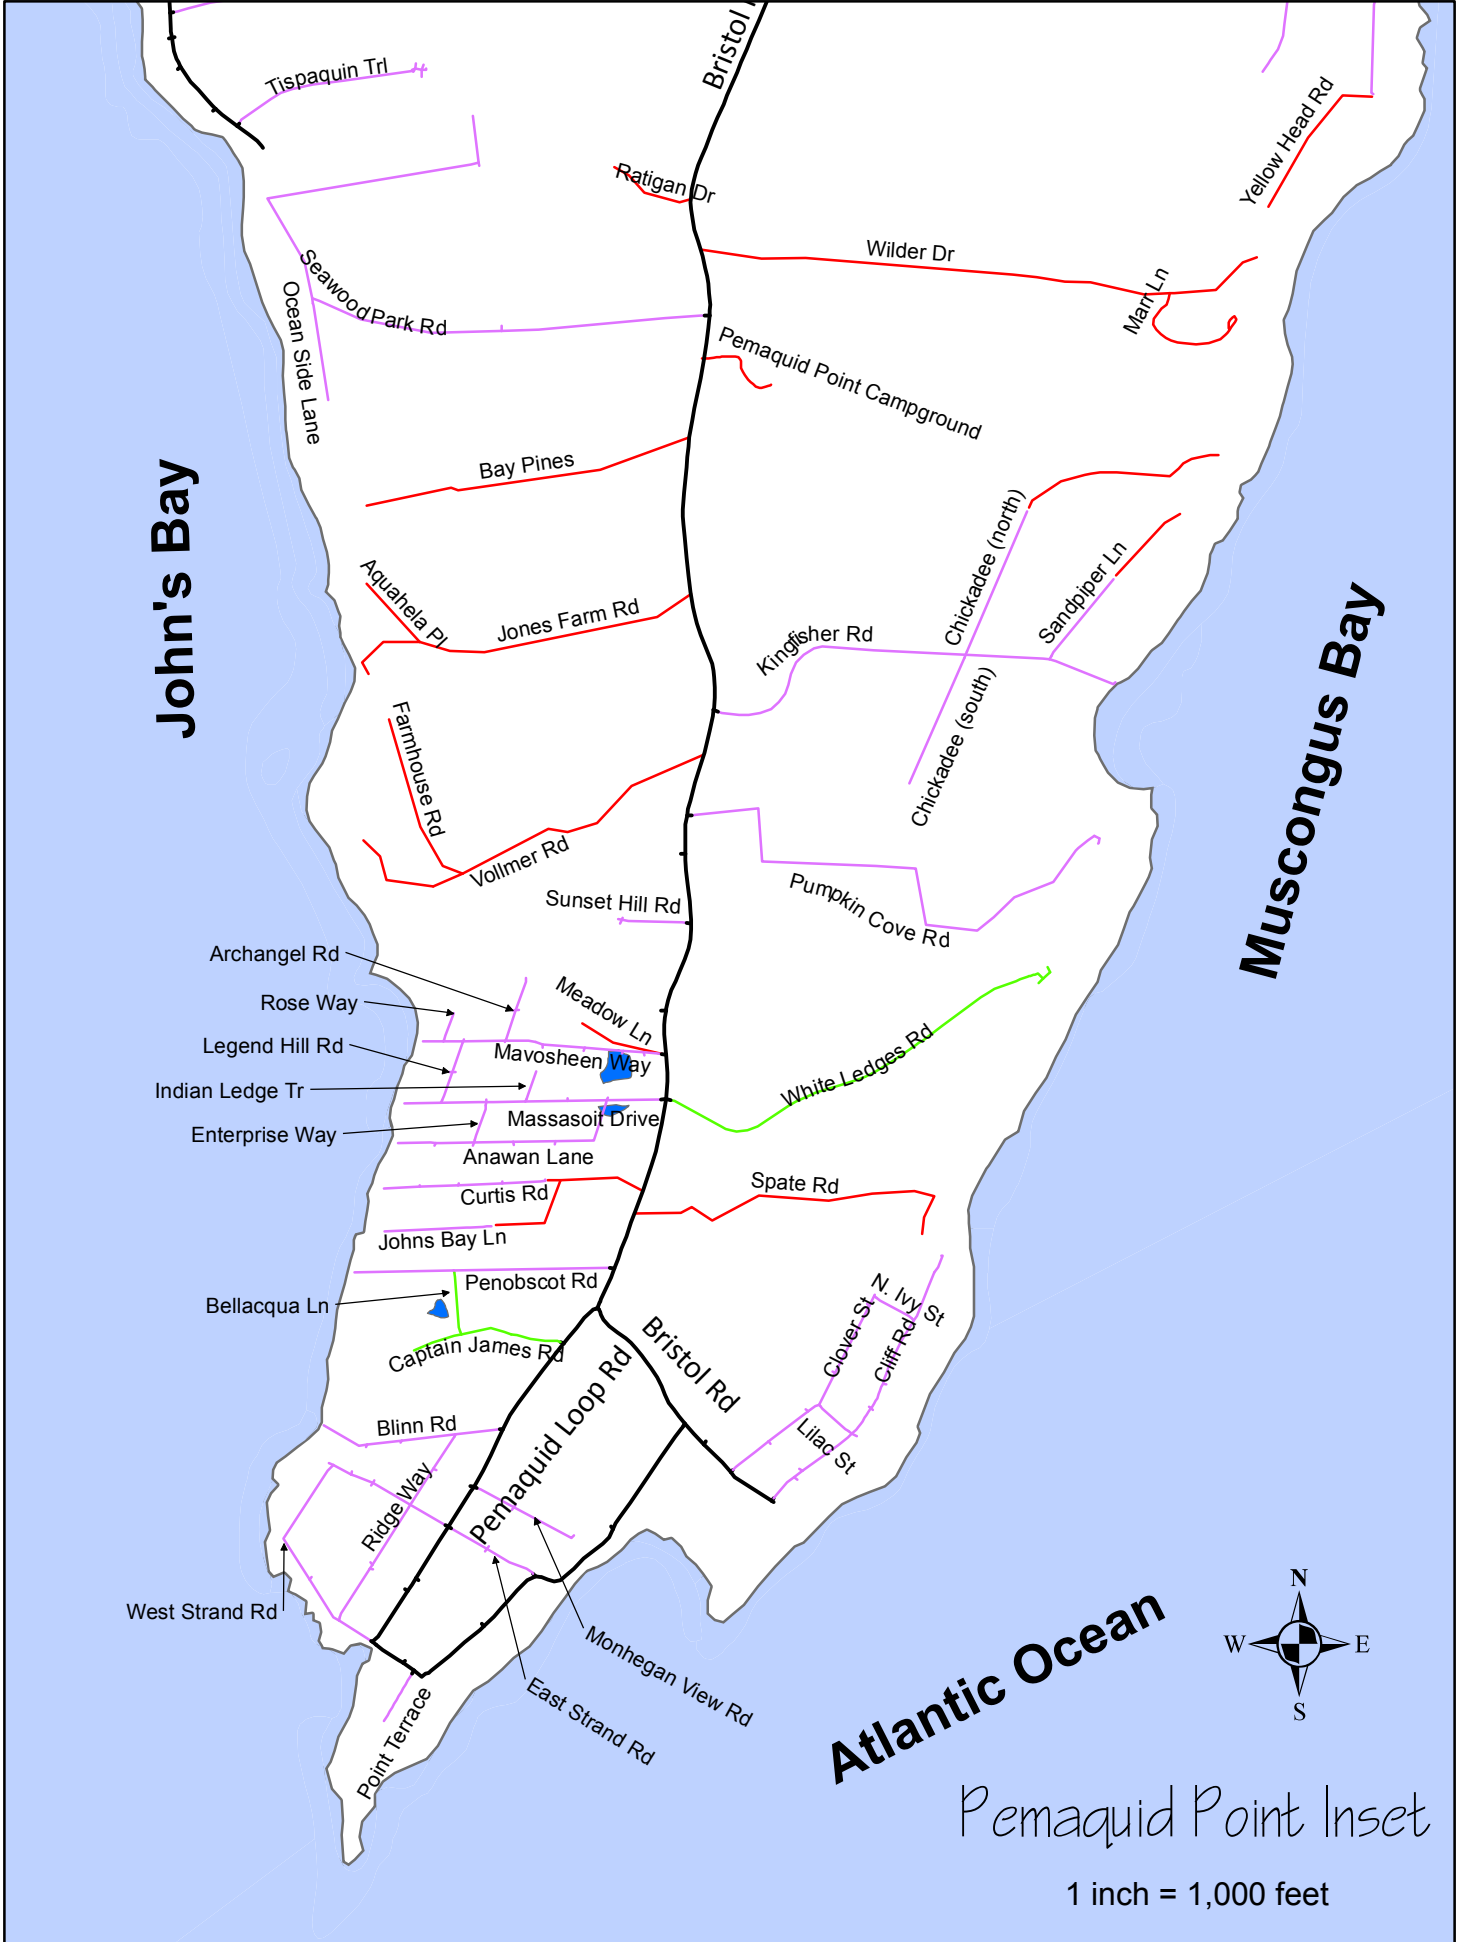 Bristol
Tispaquin Trl
Yellow Head Rd
Ratigan Dr
Wilder Dr
Seawood Park Rd
Marr Ln
Ocean Side Lane
Pemaquid Point Campground
Bay Pines
John's Bay
Chickadee (north)
Sandpiper Ln
Aquahela Pl
Jones Farm Rd
Kingfisher Rd
Muscongus Bay
Chickadee (south)
Farmhouse Rd
Vollmer Rd
Pumpkin Cove Rd
Sunset Hill Rd
Archangel Rd
Rose Way
Meadow Ln
Legend Hill Rd
Mavosheen Way
White Ledges Rd
Indian Ledge Tr
Massasoit Drive
Enterprise Way
Anawan Lane
Spate Rd
Curtis Rd
Johns Bay Ln
Penobscot Rd
Bellacqua Ln
N. Ivy St
Clover St
Cliff Rd
Captain James Rd
Bristol Rd
Pemaquid Loop Rd
Blinn Rd
Lilac St
Ridge Way
West Strand Rd
Monhegan View Rd
East Strand Rd
Point Terrace
Atlantic Ocean
N
W
E
S
Pemaquid Point Inset
1 inch = 1,000 feet